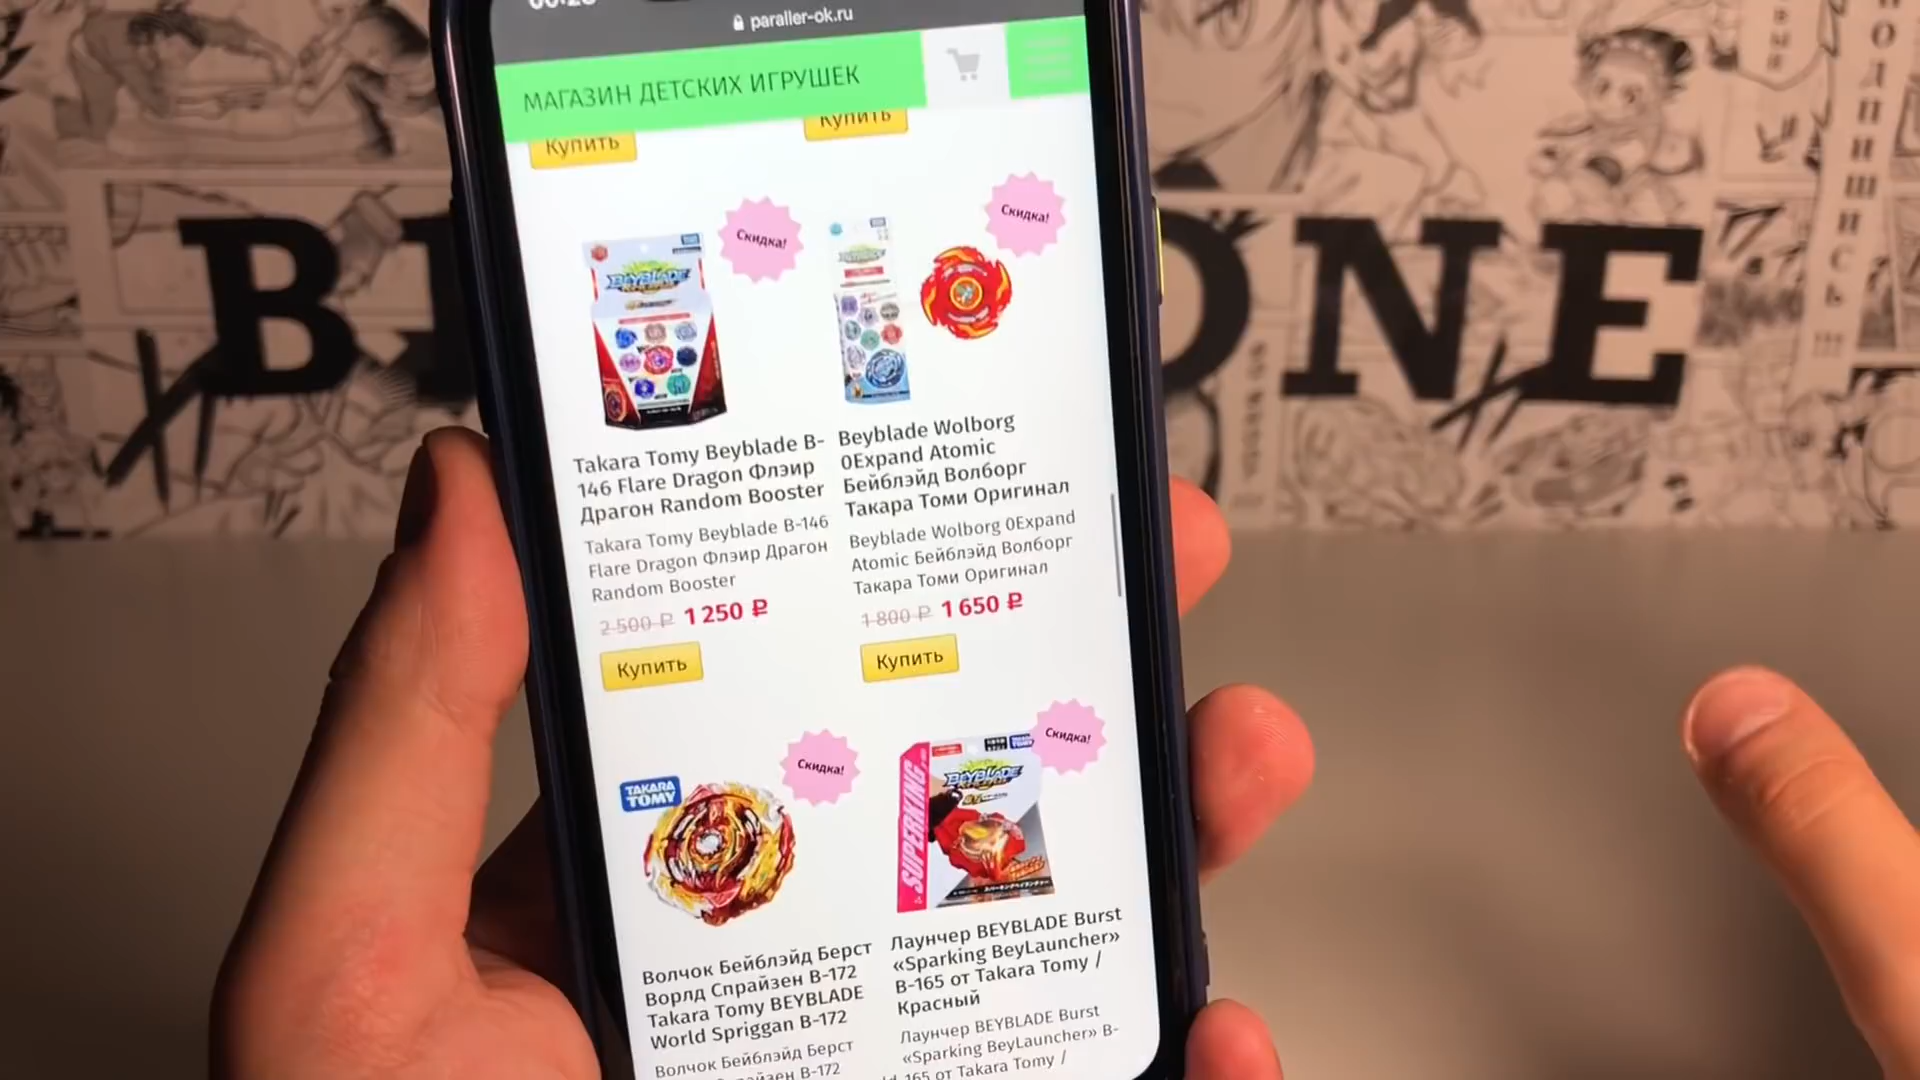 paraller-ok.ru
МАГАЗИН ДЕТСКИХ ИГРУШЕК
Купить
Купить
Скидка!
Скидка!
BEYBLADE
Takara Tomy Beyblade B-
146 Flare Dragon Флэир
Драгон Random Booster
Takara Tomy Beyblade B-146
Flare Dragon Флэир Драгон
Random Booster
2 500 ₽ 1 250 ₽
Купить
Beyblade Wolborg
0Expand Atomic
Бейблэйд Волборг
Такара Томи Оригинал
Beyblade Wolborg 0Expand
Atomic Бейблэйд Волборг
Такара Томи Оригинал
1 800 ₽ 1 650 ₽
Купить
Скидка!
TAKARA
TOMY
Волчок Бейблэйд Берст
Ворлд Спрайзен B-172
Takara Tomy BEYBLADE
World Spriggan B-172
Волчок Бейблэйд Берст
Скидка!
SUPERKING
BEYBLADE
Лаунчер BEYBLADE Burst
«Sparking BeyLauncher»
B-165 от Takara Tomy /
Красный
Лаунчер BEYBLADE Burst
«Sparking BeyLauncher» B-
165 от Takara Tomy /
B
ONE
ПОДПИШИСЬ !!!